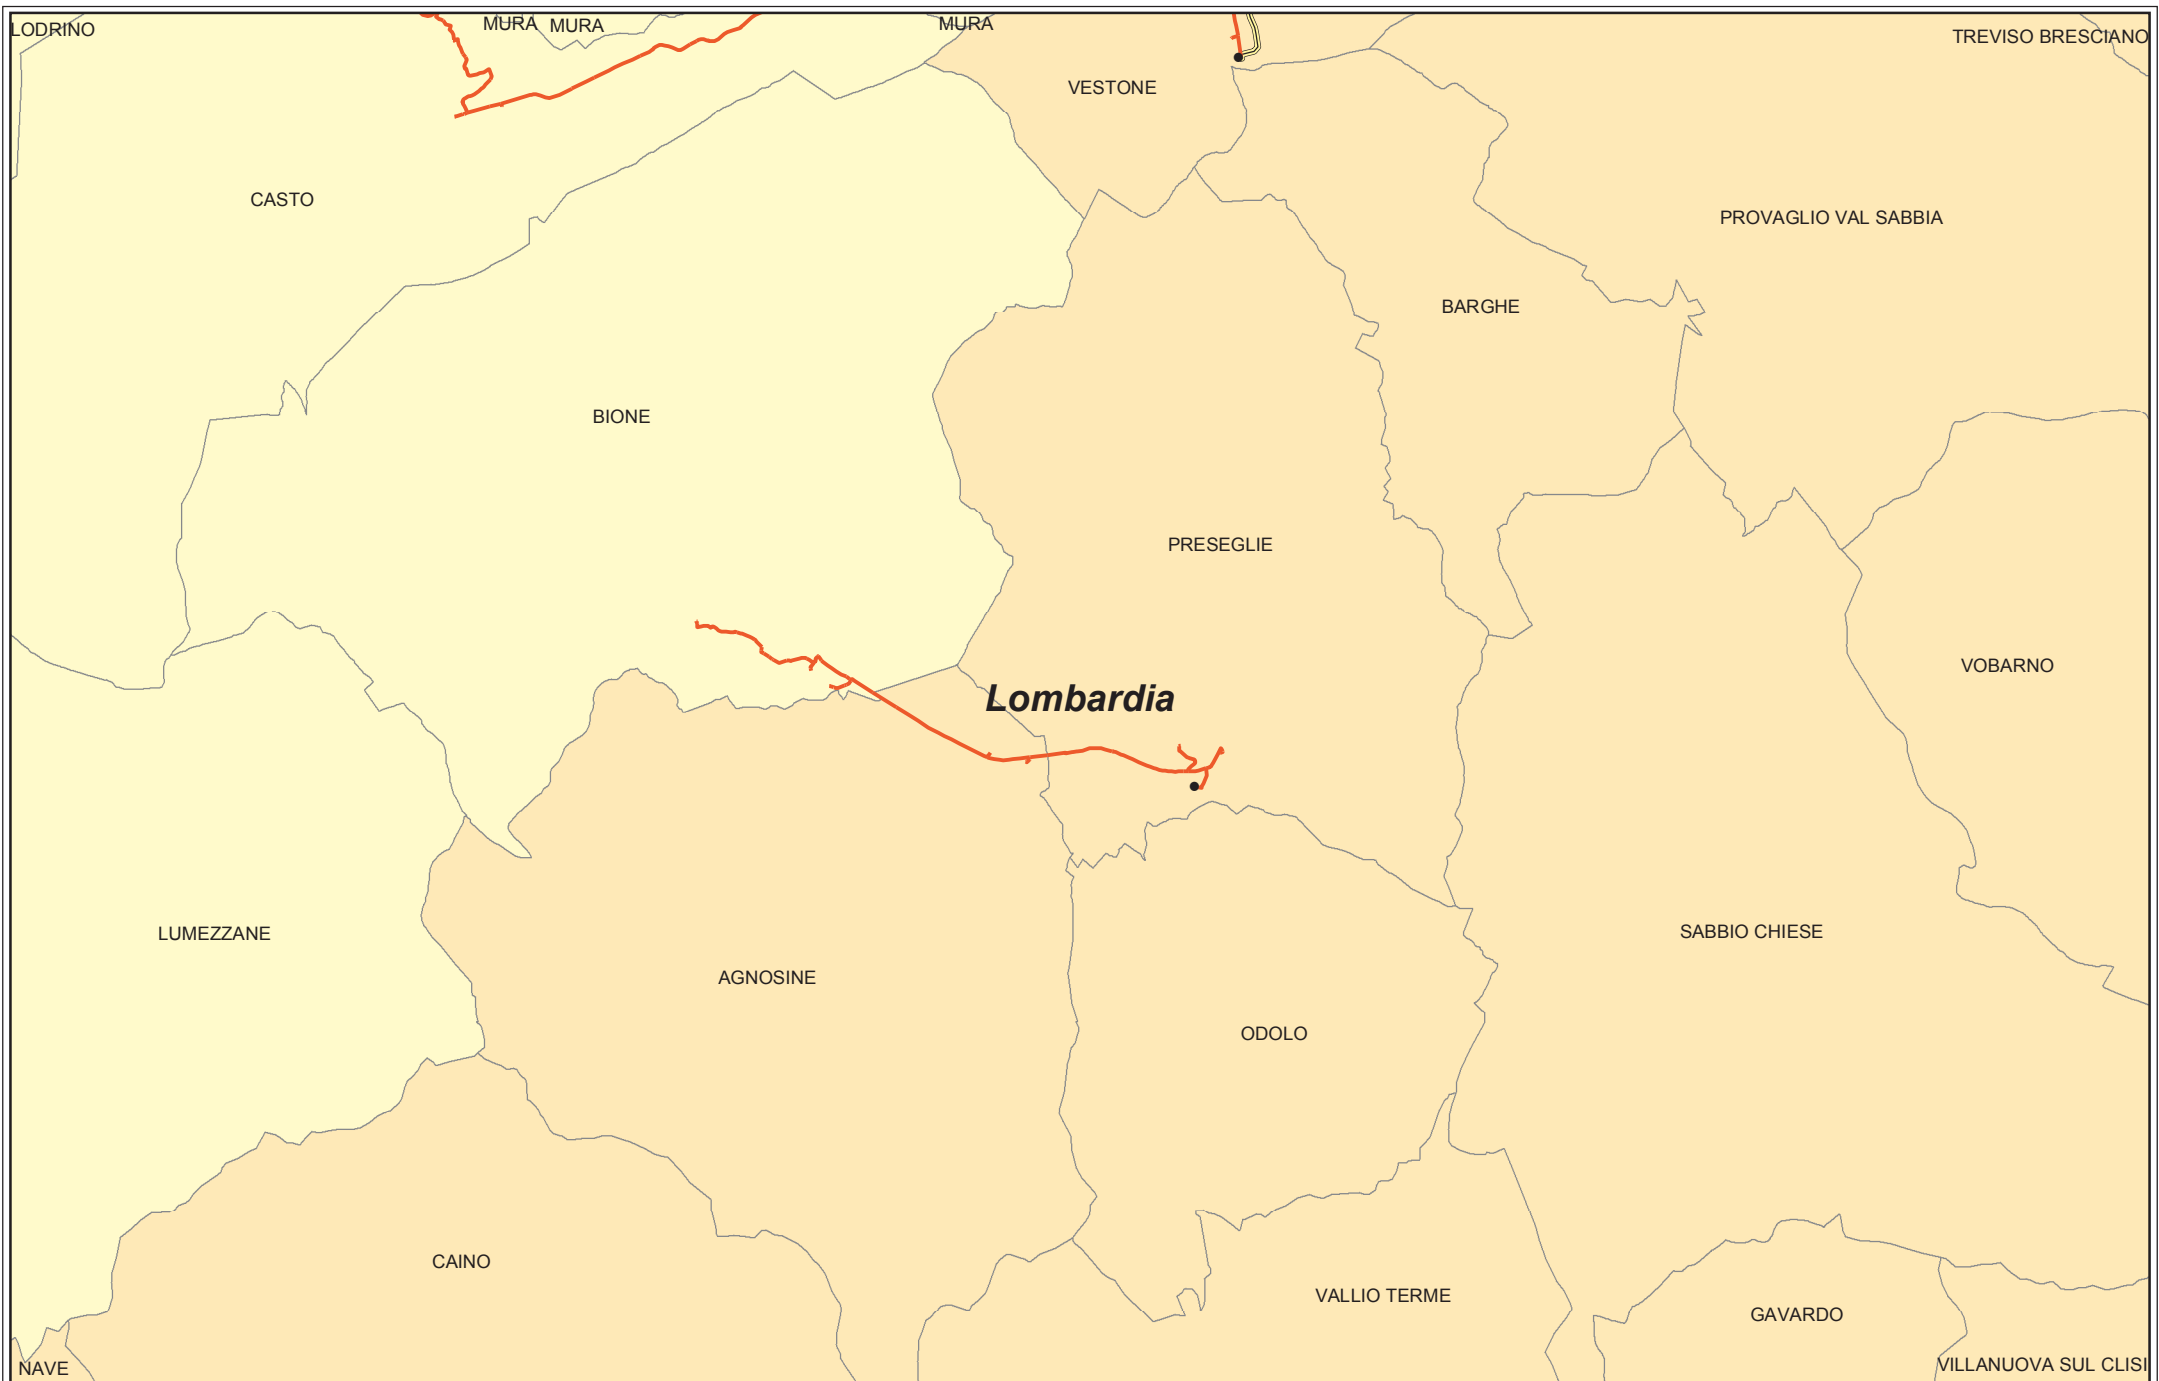 LODRINO
MURA
MURA
MURA
TREVISO BRESCIANO
VESTONE
CASTO
PROVAGLIO VAL SABBIA
BARGHE
BIONE
PRESEGLIE
VOBARNO
Lombardia
LUMEZZANE
SABBIO CHIESE
AGNOSINE
ODOLO
CAINO
VALLIO TERME
GAVARDO
NAVE
VILLANUOVA SUL CLISI